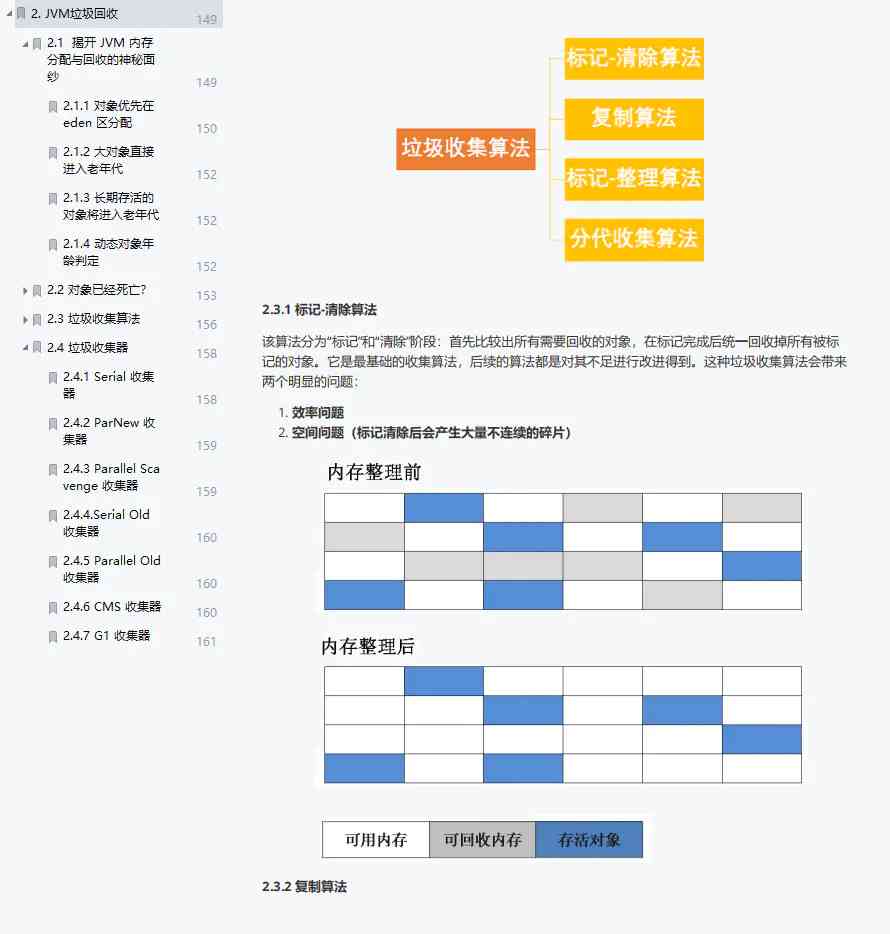 2. JVM垃圾回收
149
2.1 揭开 JVM 内存
分配与回收的神秘面
纱
149
2.1.1 对象优先在
eden 区分配
150
2.1.2 大对象直接
进入老年代
152
2.1.3 长期存活的
对象将进入老年代
152
2.1.4 动态对象年
龄判定
152
2.2 对象已经死亡?
153
2.3 垃圾收集算法
156
2.4 垃圾收集器
158
2.4.1 Serial 收集
器
158
2.4.2 ParNew 收
集器
159
2.4.3 Parallel Sca
venge 收集器
159
2.4.4.Serial Old
收集器
160
2.4.5 Parallel Old
收集器
160
2.4.6 CMS 收集器
160
2.4.7 G1 收集器
161
垃圾收集算法
标记-清除算法
复制算法
标记-整理算法
分代收集算法
2.3.1 标记-清除算法
该算法分为“标记”和“清除”阶段：首先比较出所有需要回收的对象，在标记完成后统一回收掉所有被标
记的对象。它是最基础的收集算法，后续的算法都是对其不足进行改进得到。这种垃圾收集算法会带来
两个明显的问题：
1. 效率问题
2. 空间问题（标记清除后会产生大量不连续的碎片）
内存整理前
内存整理后
可用内存 可回收内存 存活对象
2.3.2 复制算法